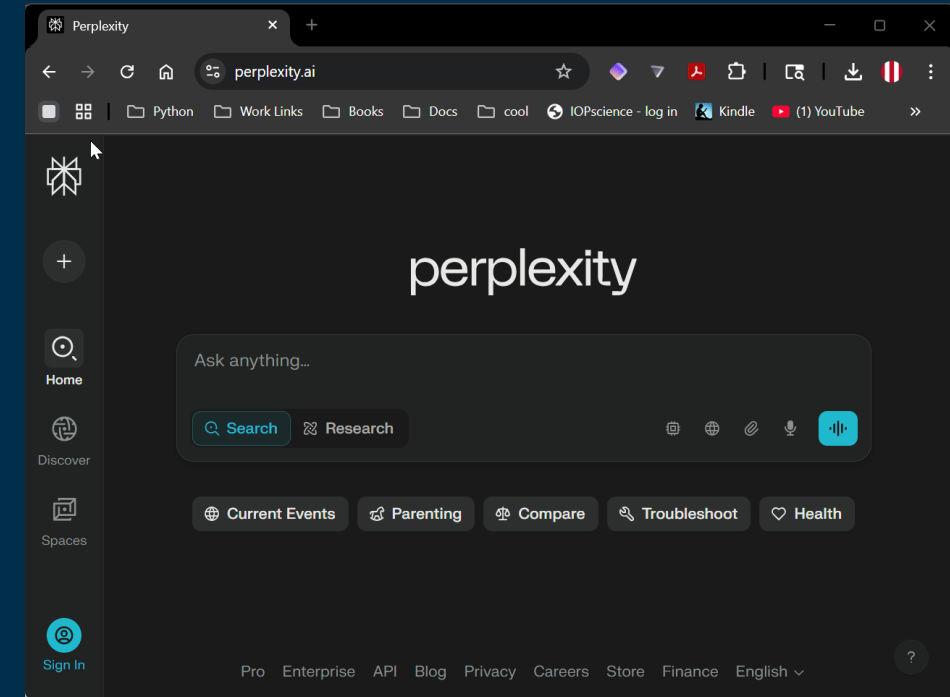 Perplexity
perplexity.ai
Python Work Links Books Docs cool IOPscience - log in Kindle (1) YouTube »
perplexity
Ask anything…
Home
Search Research
Discover
Current Events Parenting Compare Troubleshoot Health
Spaces
Sign In
Pro Enterprise API Blog Privacy Careers Store Finance English
?